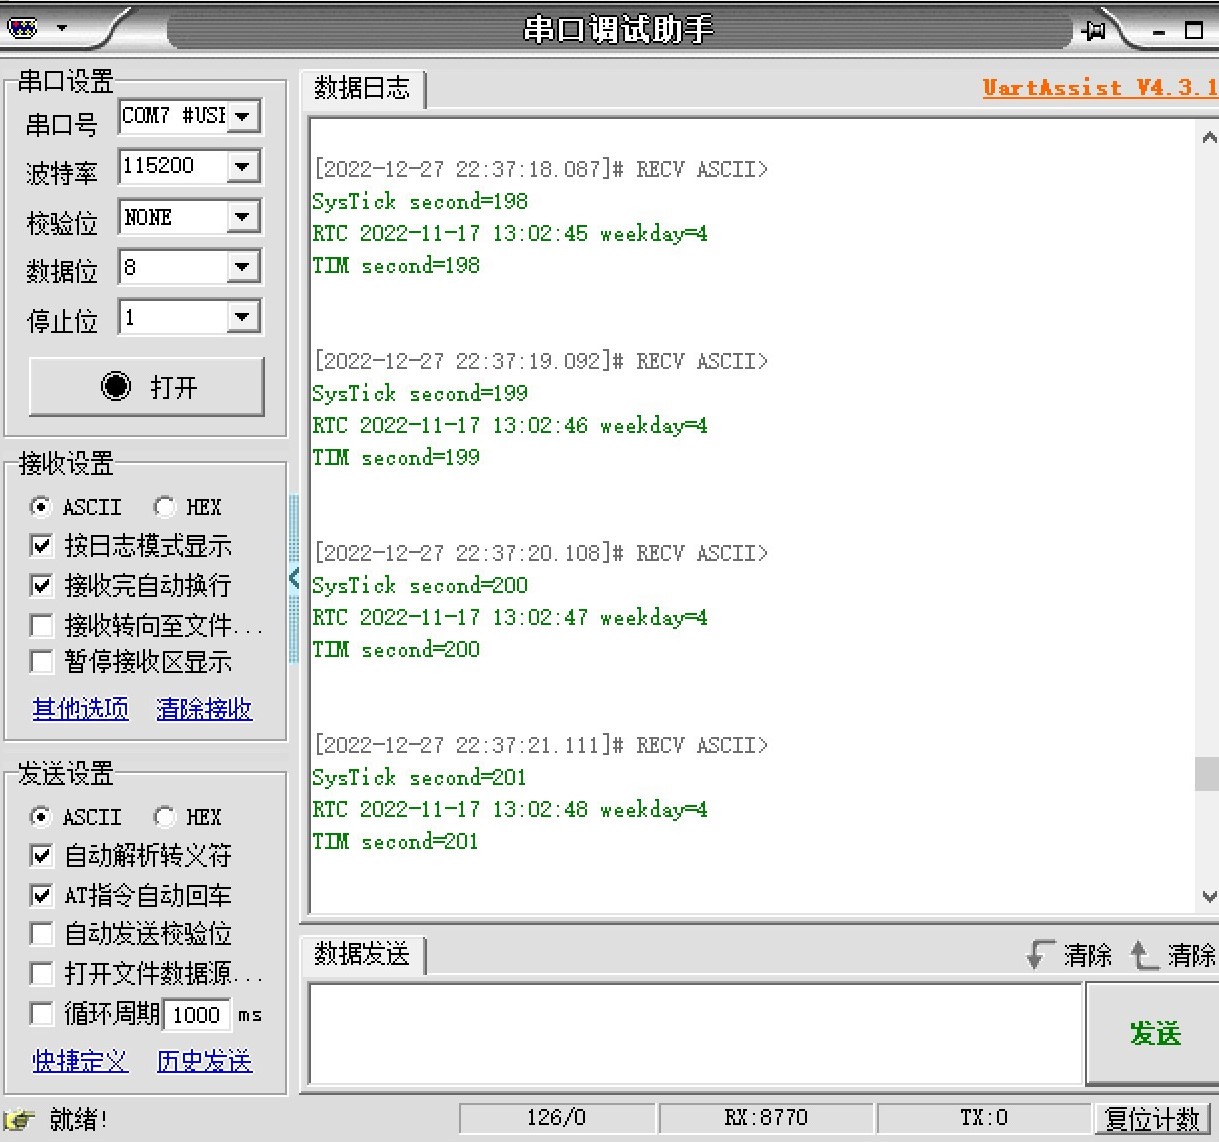 串口调试助手
串口设置
串口号 COM7 #USI
波特率 115200
校验位 NONE
数据位 8
停止位 1
打开
接收设置
ASCII HEX
按日志模式显示
接收完自动换行
接收转向至文件...
暂停接收区显示
其他选项 清除接收
发送设置
ASCII HEX
自动解析转义符
AT指令自动回车
自动发送校验位
打开文件数据源...
循环周期 1000 ms
快捷定义 历史发送
数据日志 UartAssist V4.3.1
[2022-12-27 22:37:18.087]# RECV ASCII>
SysTick second=198
RTC 2022-11-17 13:02:45 weekday=4
TIM second=198
[2022-12-27 22:37:19.092]# RECV ASCII>
SysTick second=199
RTC 2022-11-17 13:02:46 weekday=4
TIM second=199
[2022-12-27 22:37:20.108]# RECV ASCII>
SysTick second=200
RTC 2022-11-17 13:02:47 weekday=4
TIM second=200
[2022-12-27 22:37:21.111]# RECV ASCII>
SysTick second=201
RTC 2022-11-17 13:02:48 weekday=4
TIM second=201
数据发送 清除 清除
发送
就绪! 126/0 RX:8770 TX:0 复位计数